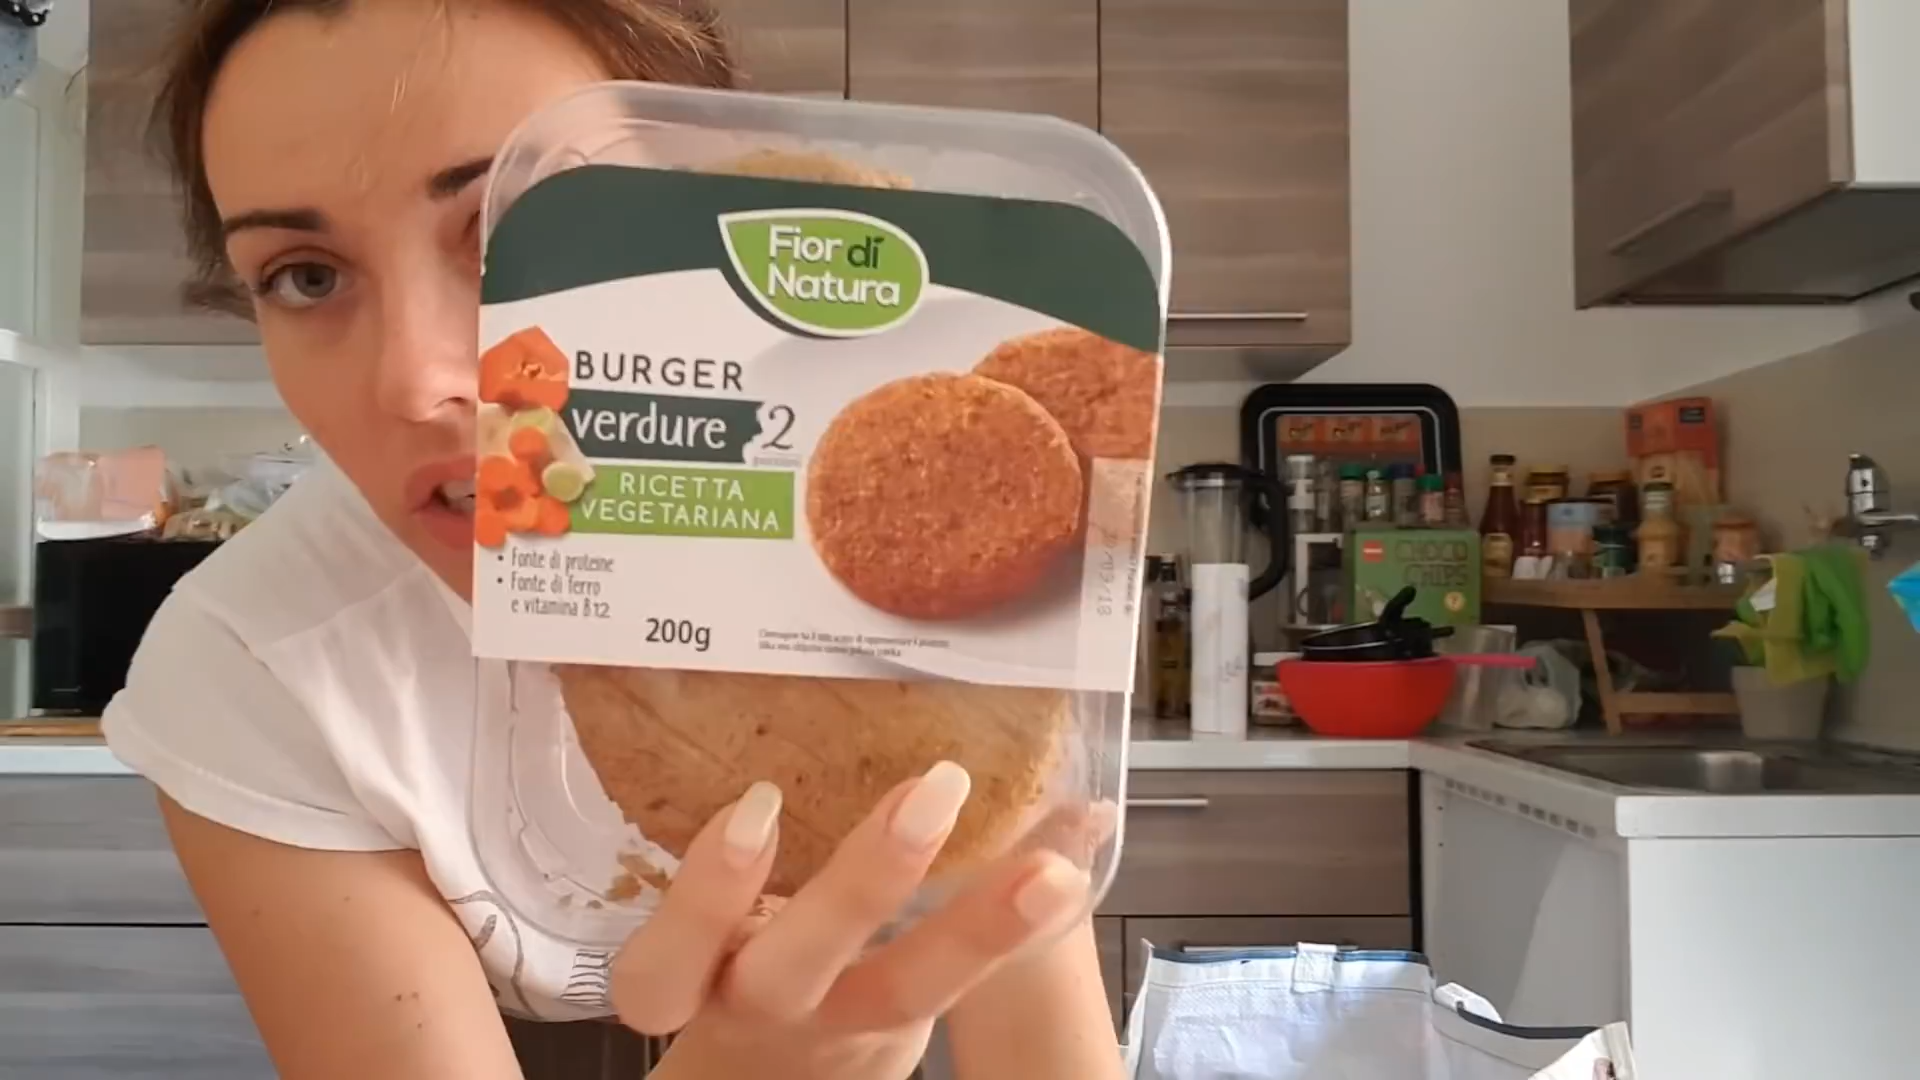 Fior di
Natura
BURGER
verdure 2
RICETTA
VEGETARIANA
• Fonte di proteine
• Fonte di ferro
e vitamina B12
200g
CHOCO
CHIPS